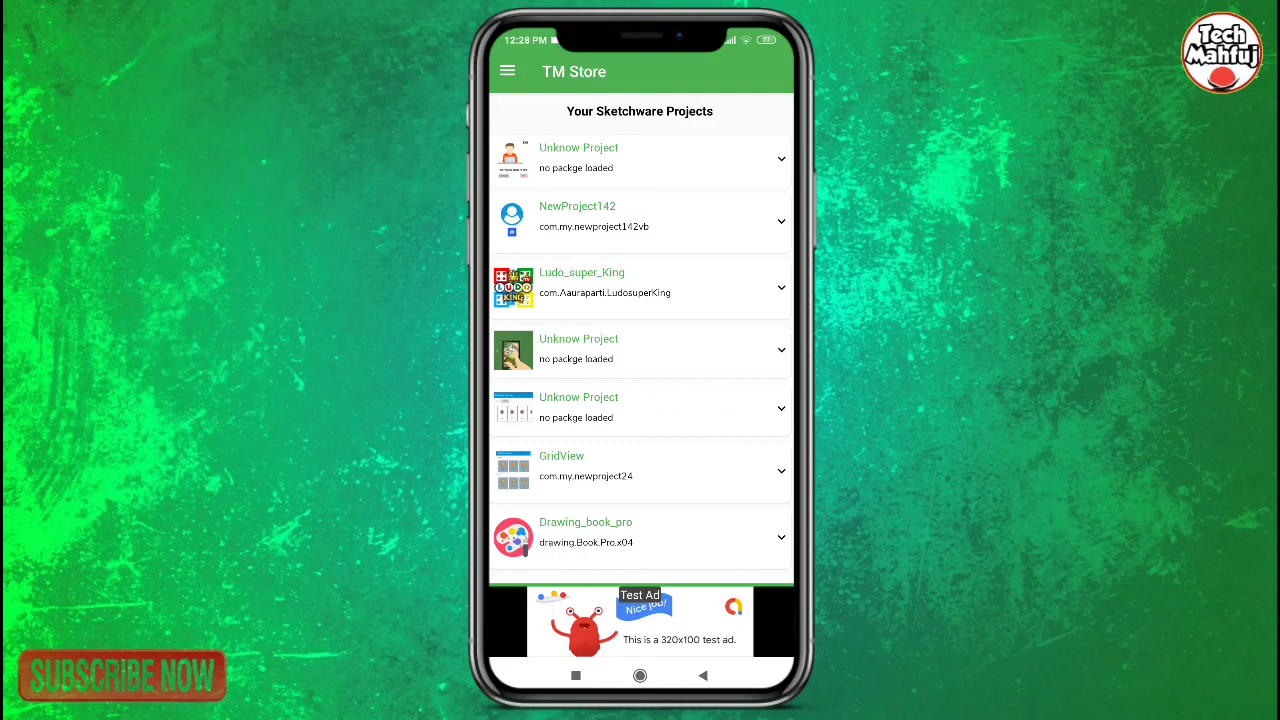 12:28 PM
TM Store
Your Sketchware Projects
Unknow Project
no packge loaded
NewProject142
com.my.newproject142vb
Ludo_super_King
com.Aauraparti.LudosuperKing
LUDO
KING
Unknow Project
no packge loaded
Unknow Project
no packge loaded
GridView
com.my.newproject24
Drawing_book_pro
drawing.Book.Pro.x04
Test Ad
Nice job!
This is a 320x100 test ad.
Tech
Mahfuj
SUBSCRIBE NOW